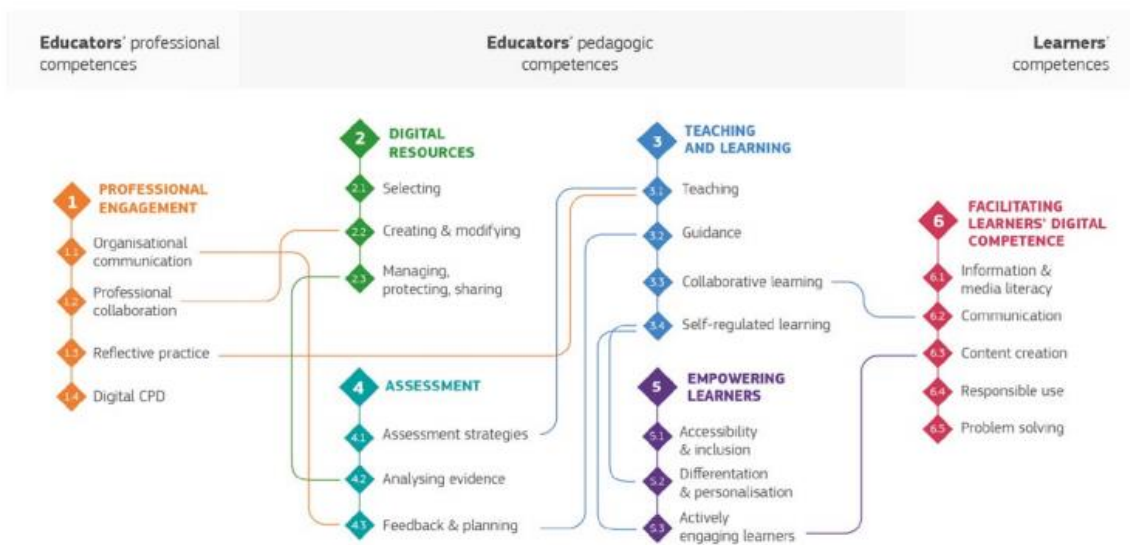 Educators' professional
competences
Educators' pedagogic
competences
Learners'
competences
1
PROFESSIONAL
ENGAGEMENT
1.1
Organisational
communication
1.2
Professional
collaboration
1.3
Reflective practice
1.4
Digital CPD
2
DIGITAL
RESOURCES
2.1
Selecting
2.2
Creating & modifying
2.3
Managing,
protecting, sharing
4
ASSESSMENT
4.1
Assessment strategies
4.2
Analysing evidence
4.3
Feedback & planning
3
TEACHING
AND LEARNING
3.1
Teaching
3.2
Guidance
3.3
Collaborative learning
3.4
Self-regulated learning
5
EMPOWERING
LEARNERS
5.1
Accessibility
& inclusion
5.2
Differentation
& personalisation
5.3
Actively
engaging learners
6
FACILITATING
LEARNERS' DIGITAL
COMPETENCE
6.1
Information &
media literacy
6.2
Communication
6.3
Content creation
6.4
Responsible use
6.5
Problem solving